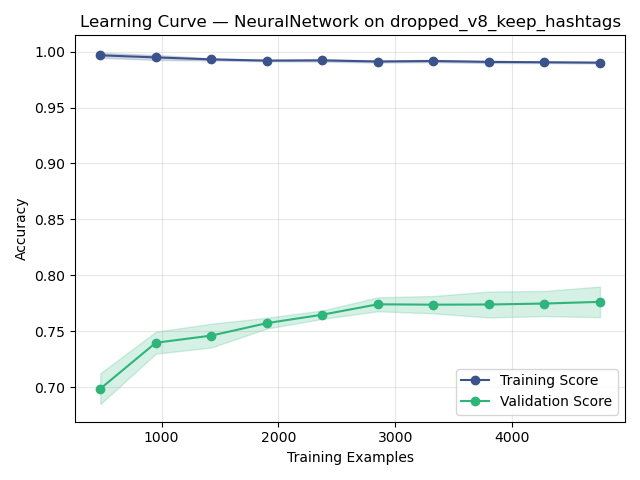 Learning Curve — NeuralNetwork on dropped_v8_keep_hashtags
Accuracy
1.00
0.95
0.90
0.85
0.80
0.75
0.70
Training Score
Validation Score
1000 2000 3000 4000
Training Examples